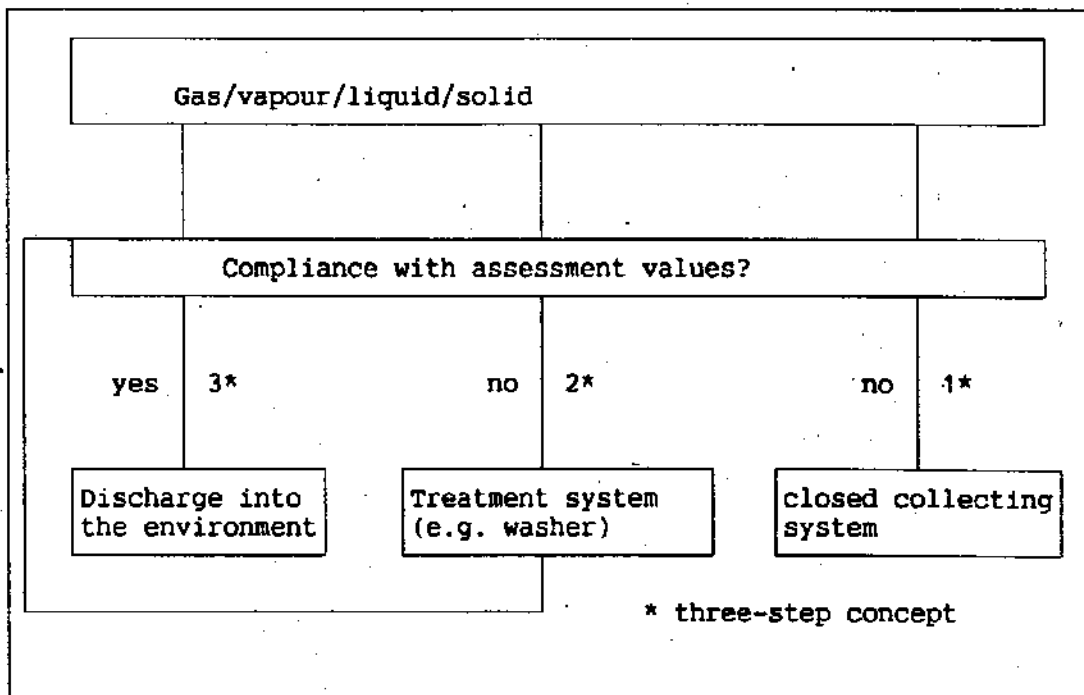 Gas/vapour/liquid/solid
Compliance with assessment values?
yes 3* no 2* no 1*
Discharge into
the environment
Treatment system
(e.g. washer)
closed collecting
system
* three-step concept